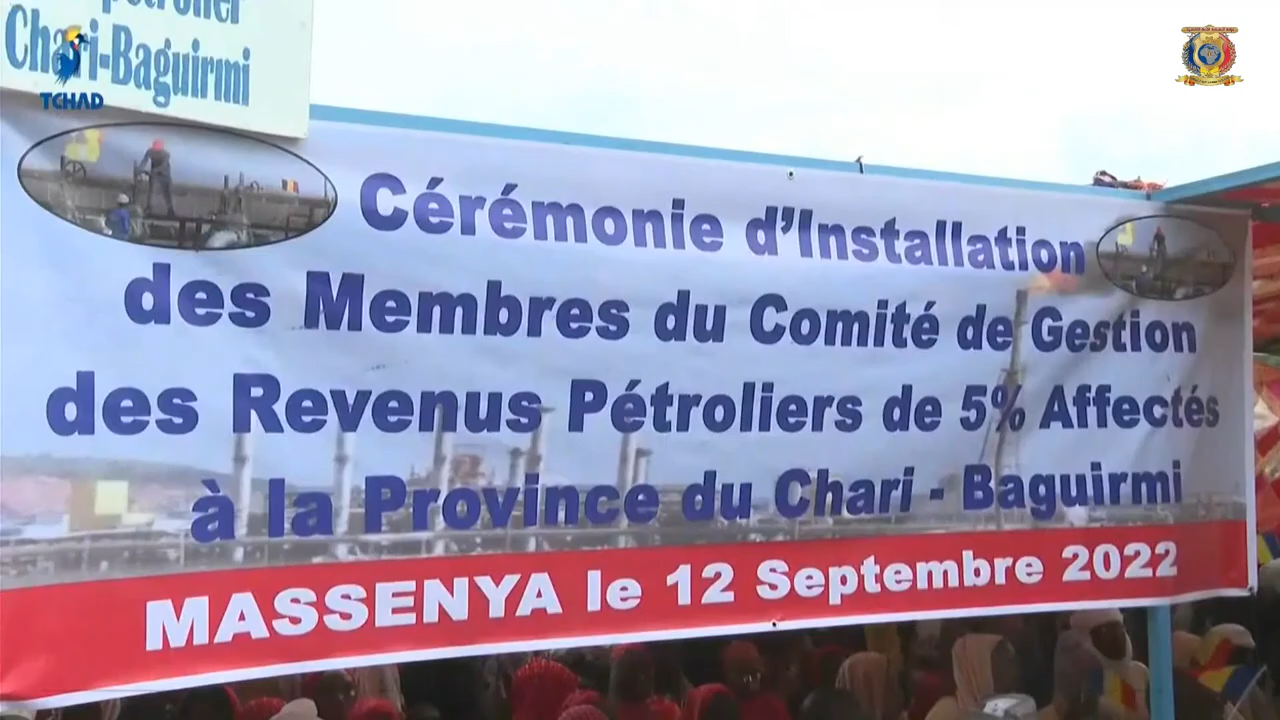 pétrolier
Chari-Baguirmi
TCHAD
Cérémonie d'Installation
des Membres du Comité de Gestion
des Revenus Pétroliers de 5% Affectés
à la Province du Chari - Baguirmi
MASSENYA le 12 Septembre 2022